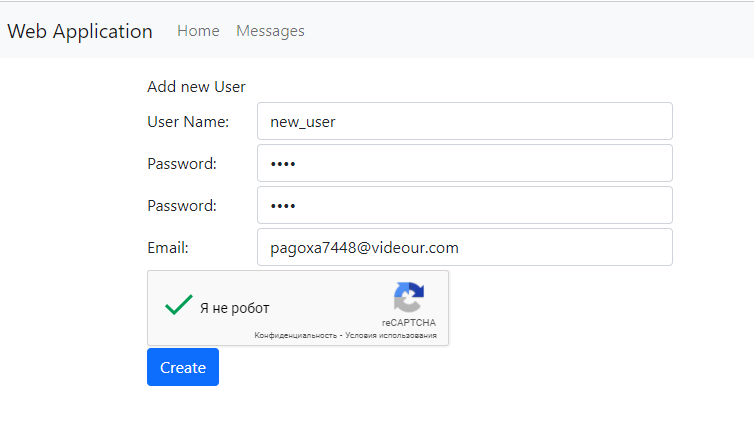 Web Application Home Messages
Add new User
User Name: new_user
Password: ••••
Password: ••••
Email: pagoxa7448@videour.com
Я не робот
reCAPTCHA
Конфиденциальность - Условия использования
Create